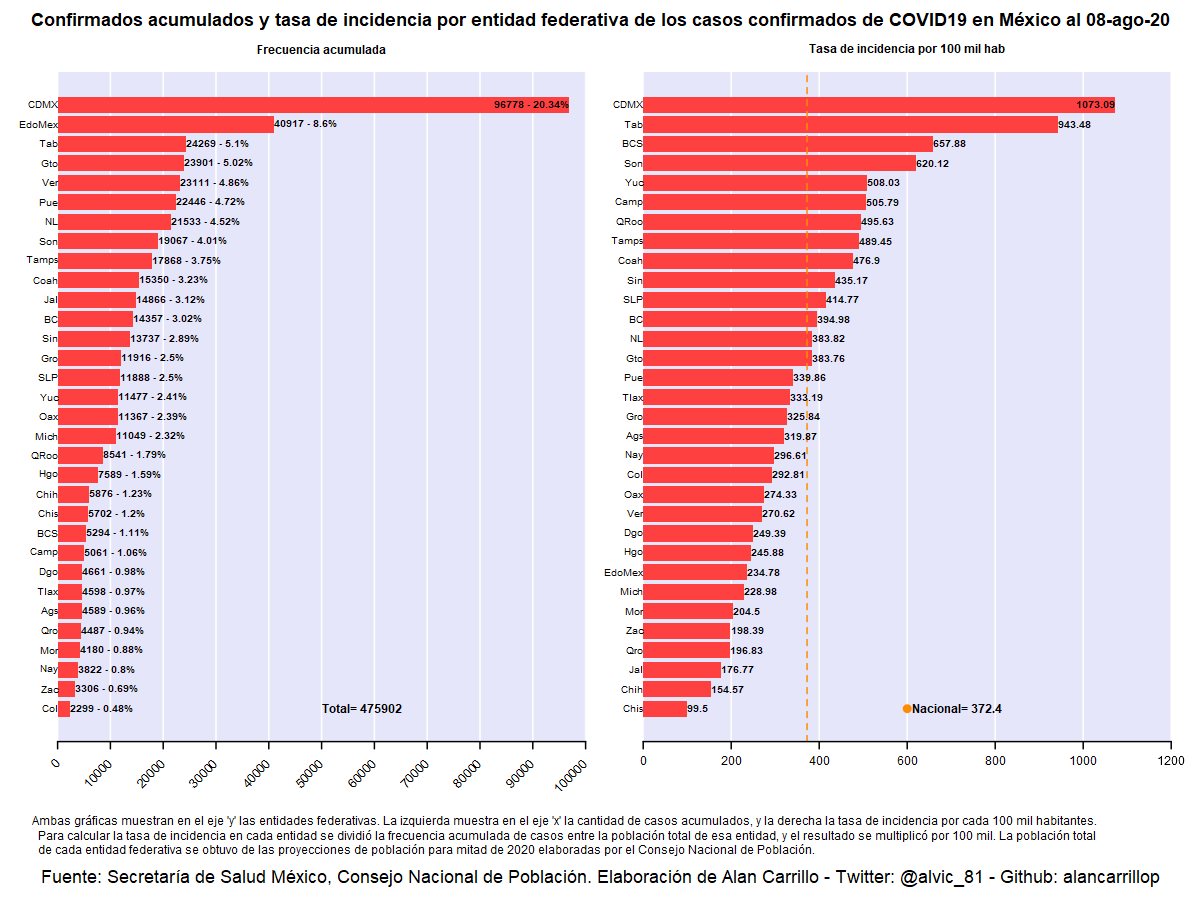 Confirmados acumulados y tasa de incidencia por entidad federativa de los casos confirmados de COVID19 en México al 08-ago-20
Frecuencia acumulada
CDMX 96778 - 20.34%
EdoMex 40917 - 8.6%
Tab 24269 - 5.1%
Gto 23901 - 5.02%
Ver 23111 - 4.86%
Pue 22446 - 4.72%
NL 21533 - 4.52%
Son 19067 - 4.01%
Tamps 17868 - 3.75%
Coah 15350 - 3.23%
Jal 14866 - 3.12%
BC 14357 - 3.02%
Sin 13737 - 2.89%
Gro 11916 - 2.5%
SLP 11888 - 2.5%
Yuc 11477 - 2.41%
Oax 11367 - 2.39%
Mich 11049 - 2.32%
QRoo 8541 - 1.79%
Hgo 7589 - 1.59%
Chih 5876 - 1.23%
Chis 5702 - 1.2%
BCS 5294 - 1.11%
Camp 5061 - 1.06%
Dgo 4661 - 0.98%
Tlax 4598 - 0.97%
Ags 4589 - 0.96%
Qro 4487 - 0.94%
Mor 4180 - 0.88%
Nay 3822 - 0.8%
Zac 3306 - 0.69%
Col 2299 - 0.48% Total= 475902
0 10000 20000 30000 40000 50000 60000 70000 80000 90000 100000
Tasa de incidencia por 100 mil hab
CDMX 1073.09
Tab 943.48
BCS 657.88
Son 620.12
Yuc 508.03
Camp 505.79
QRoo 495.63
Tamps 489.45
Coah 476.9
Sin 435.17
SLP 414.77
BC 394.98
NL 383.82
Gto 383.76
Pue 339.86
Tlax 333.19
Gro 325.84
Ags 319.87
Nay 296.61
Col 292.81
Oax 274.33
Ver 270.62
Dgo 249.39
Hgo 245.88
EdoMex 234.78
Mich 228.98
Mor 204.5
Zac 198.39
Qro 196.83
Jal 176.77
Chih 154.57
Chis 99.5 Nacional= 372.4
0 200 400 600 800 1000 1200
Ambas gráficas muestran en el eje 'y' las entidades federativas. La izquierda muestra en el eje 'x' la cantidad de casos acumulados, y la derecha la tasa de incidencia por cada 100 mil habitantes.
Para calcular la tasa de incidencia en cada entidad se dividió la frecuencia acumulada de casos entre la población total de esa entidad, y el resultado se multiplicó por 100 mil. La población total
de cada entidad federativa se obtuvo de las proyecciones de población para mitad de 2020 elaboradas por el Consejo Nacional de Población.
Fuente: Secretaría de Salud México, Consejo Nacional de Población. Elaboración de Alan Carrillo - Twitter: @alvic_81 - Github: alancarrillop